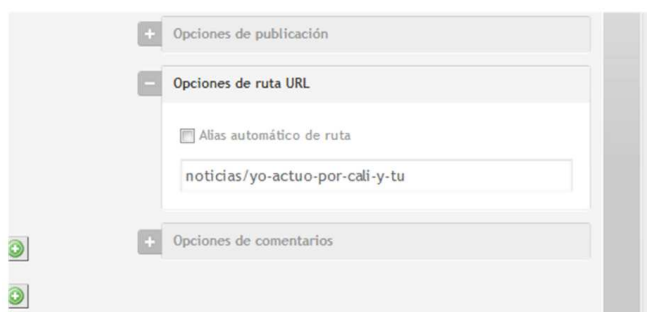 Opciones de publicación
Opciones de ruta URL
Alias automático de ruta
noticias/yo-actuo-por-cali-y-tu
Opciones de comentarios